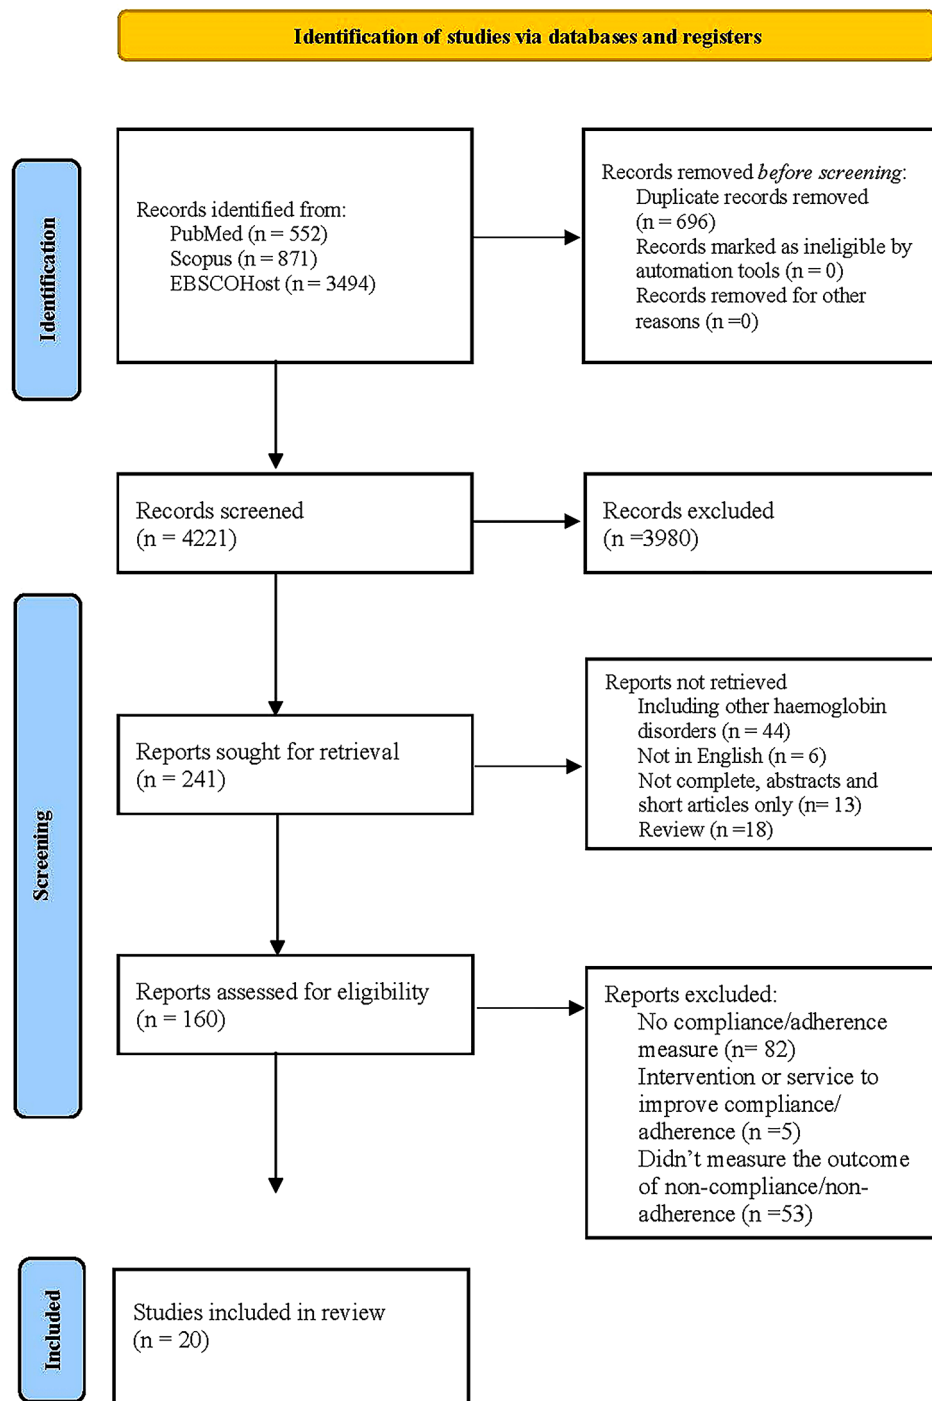 Identification of studies via databases and registers
Identification
Records identified from:
PubMed (n = 552)
Scopus (n = 871)
EBSCOHost (n = 3494)
Records removed before screening:
Duplicate records removed
(n = 696)
Records marked as ineligible by
automation tools (n = 0)
Records removed for other
reasons (n =0)
Records screened
(n = 4221)
Records excluded
(n =3980)
Screening
Reports sought for retrieval
(n = 241)
Reports not retrieved
Including other haemoglobin
disorders (n = 44)
Not in English (n = 6)
Not complete, abstracts and
short articles only (n= 13)
Review (n =18)
Reports assessed for eligibility
(n = 160)
Reports excluded:
No compliance/adherence
measure (n= 82)
Intervention or service to
improve compliance/
adherence (n =5)
Didn’t measure the outcome
of non-compliance/non-
adherence (n =53)
Included
Studies included in review
(n = 20)